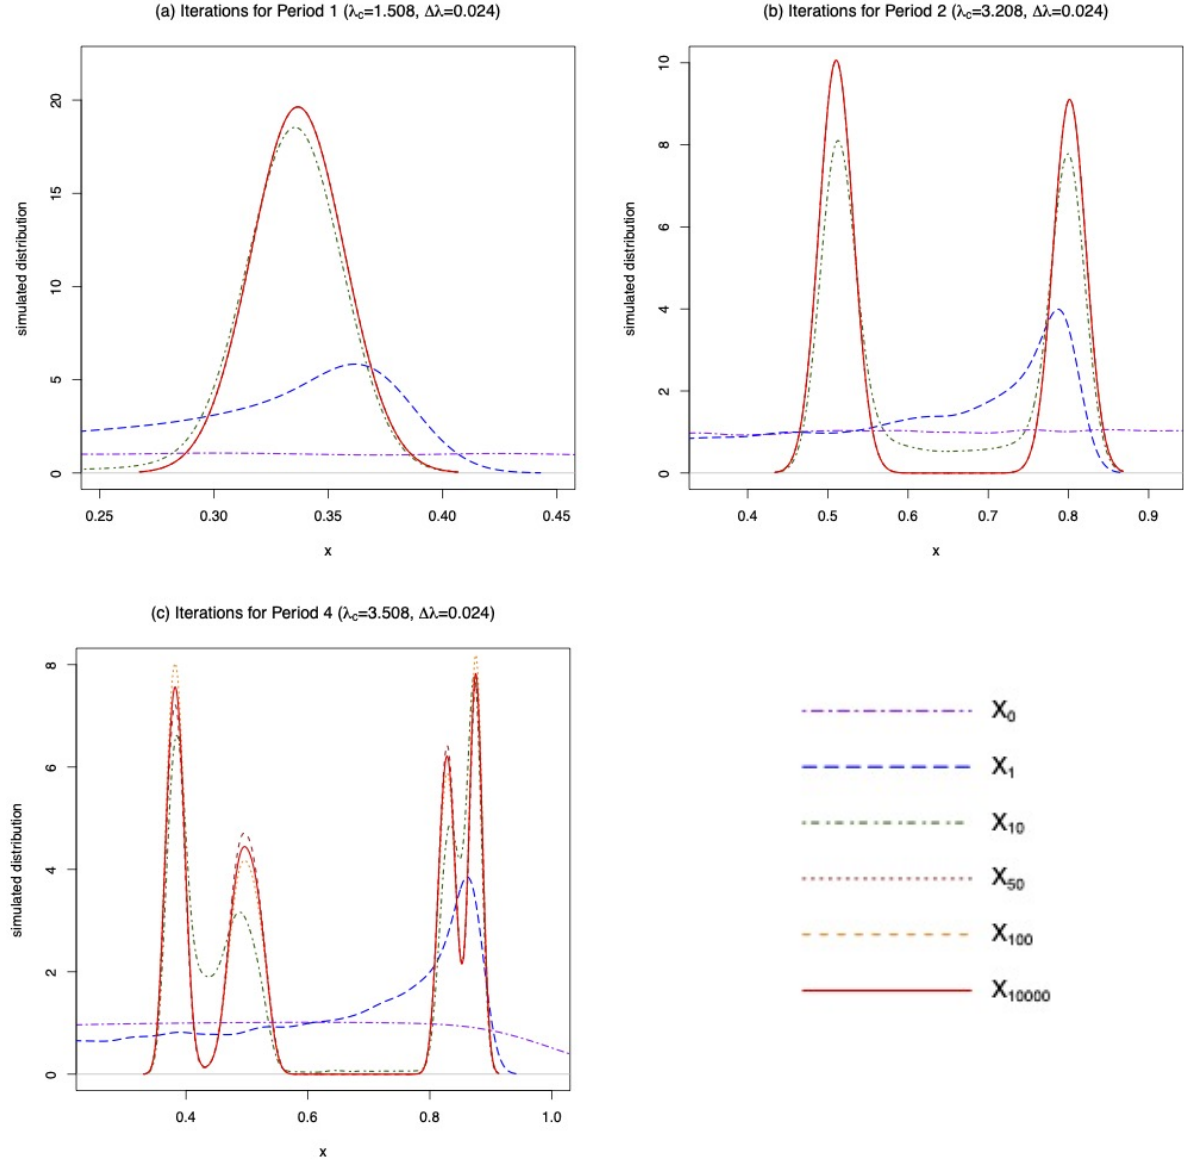 (a) Iterations for Period 1 (λc=1.508, Δλ=0.024)
simulated distribution
20
15
10
5
0
0.25 0.30 0.35 0.40 0.45
x
(b) Iterations for Period 2 (λc=3.208, Δλ=0.024)
simulated distribution
10
8
6
4
2
0
0.4 0.5 0.6 0.7 0.8 0.9
x
(c) Iterations for Period 4 (λc=3.508, Δλ=0.024)
simulated distribution
8
6
4
2
0
0.4 0.6 0.8 1.0
x
X₀
X₁
X₁₀
X₅₀
X₁₀₀
X₁₀₀₀₀